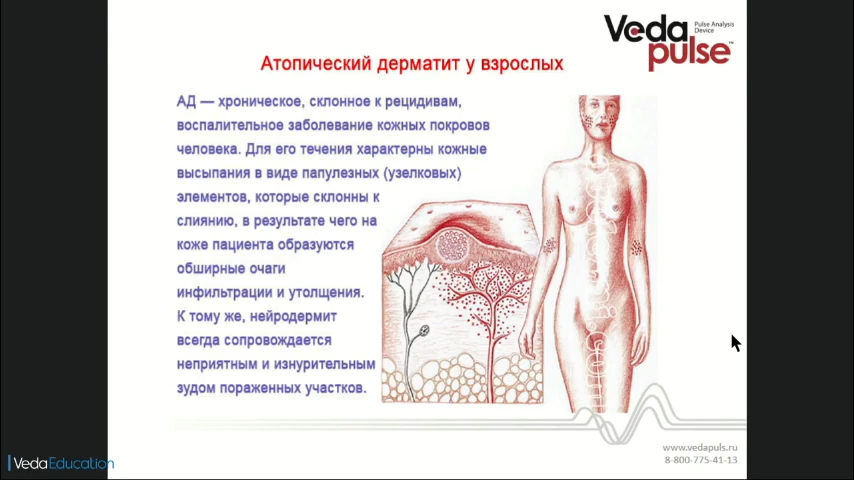 Veda
pulse™
Pulse Analysis
Device
Атопический дерматит у взрослых
АД — хроническое, склонное к рецидивам,
воспалительное заболевание кожных покровов
человека. Для его течения характерны кожные
высыпания в виде папулезных (узелковых)
элементов, которые склонны к
слиянию, в результате чего на
коже пациента образуются
обширные очаги
инфильтрации и утолщения.
К тому же, нейродермит
всегда сопровождается
неприятным и изнурительным
зудом пораженных участков.
www.vedapuls.ru
8-800-775-41-13
VedaEducation